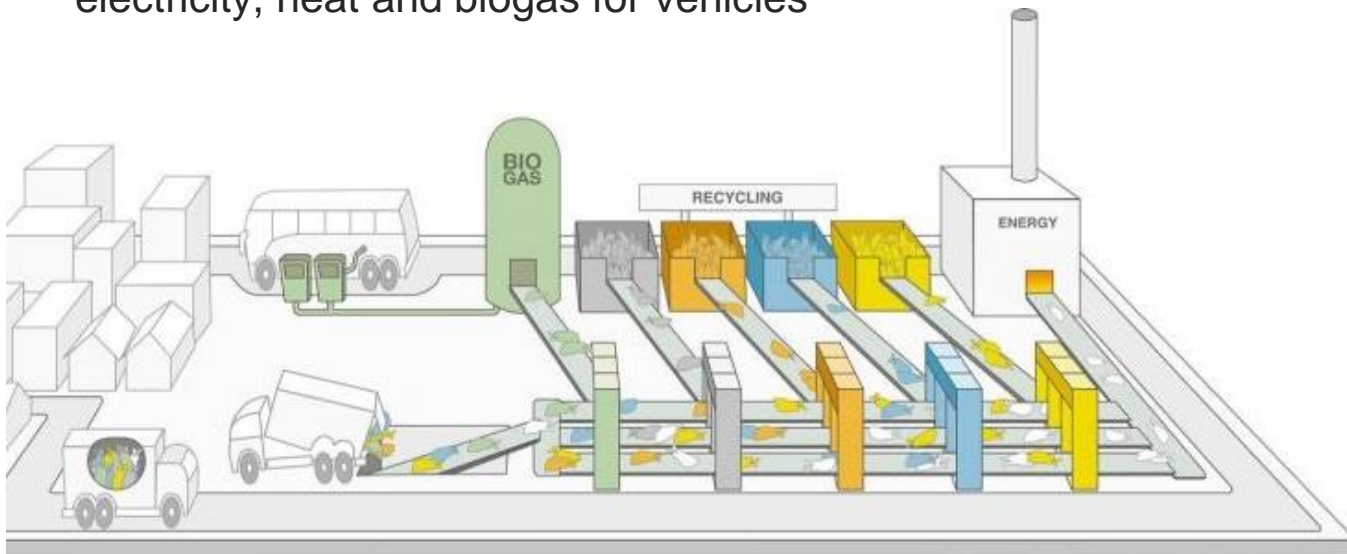 electricity, heat and biogas for vehicles
BIO
GAS
RECYCLING
ENERGY